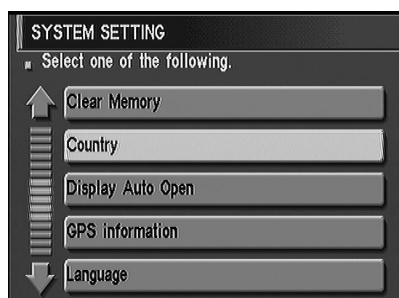 SYSTEM SETTING
Select one of the following.
Clear Memory
Country
Display Auto Open
GPS information
Language